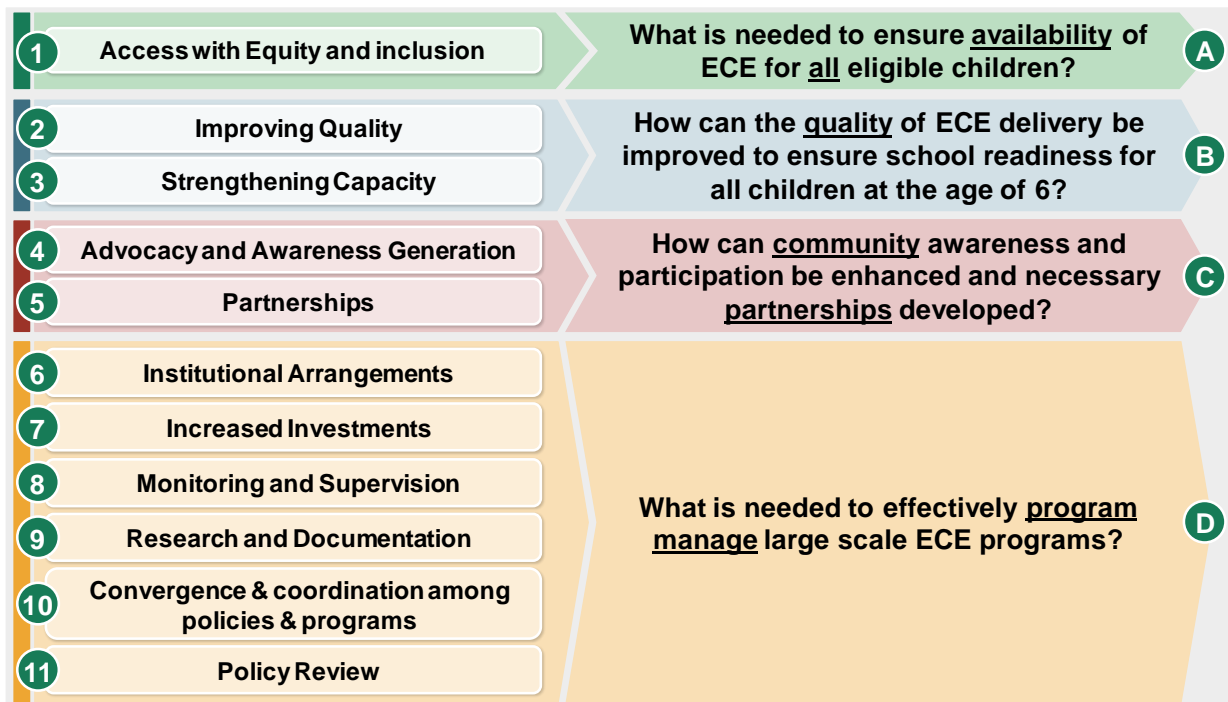 1
Access with Equity and inclusion
What is needed to ensure availability of
ECE for all eligible children?
A
2
Improving Quality
3
Strengthening Capacity
How can the quality of ECE delivery be
improved to ensure school readiness for
all children at the age of 6?
B
4
Advocacy and Awareness Generation
5
Partnerships
How can community awareness and
participation be enhanced and necessary
partnerships developed?
C
6
Institutional Arrangements
7
Increased Investments
8
Monitoring and Supervision
9
Research and Documentation
10
Convergence & coordination among
policies & programs
11
Policy Review
What is needed to effectively program
manage large scale ECE programs?
D